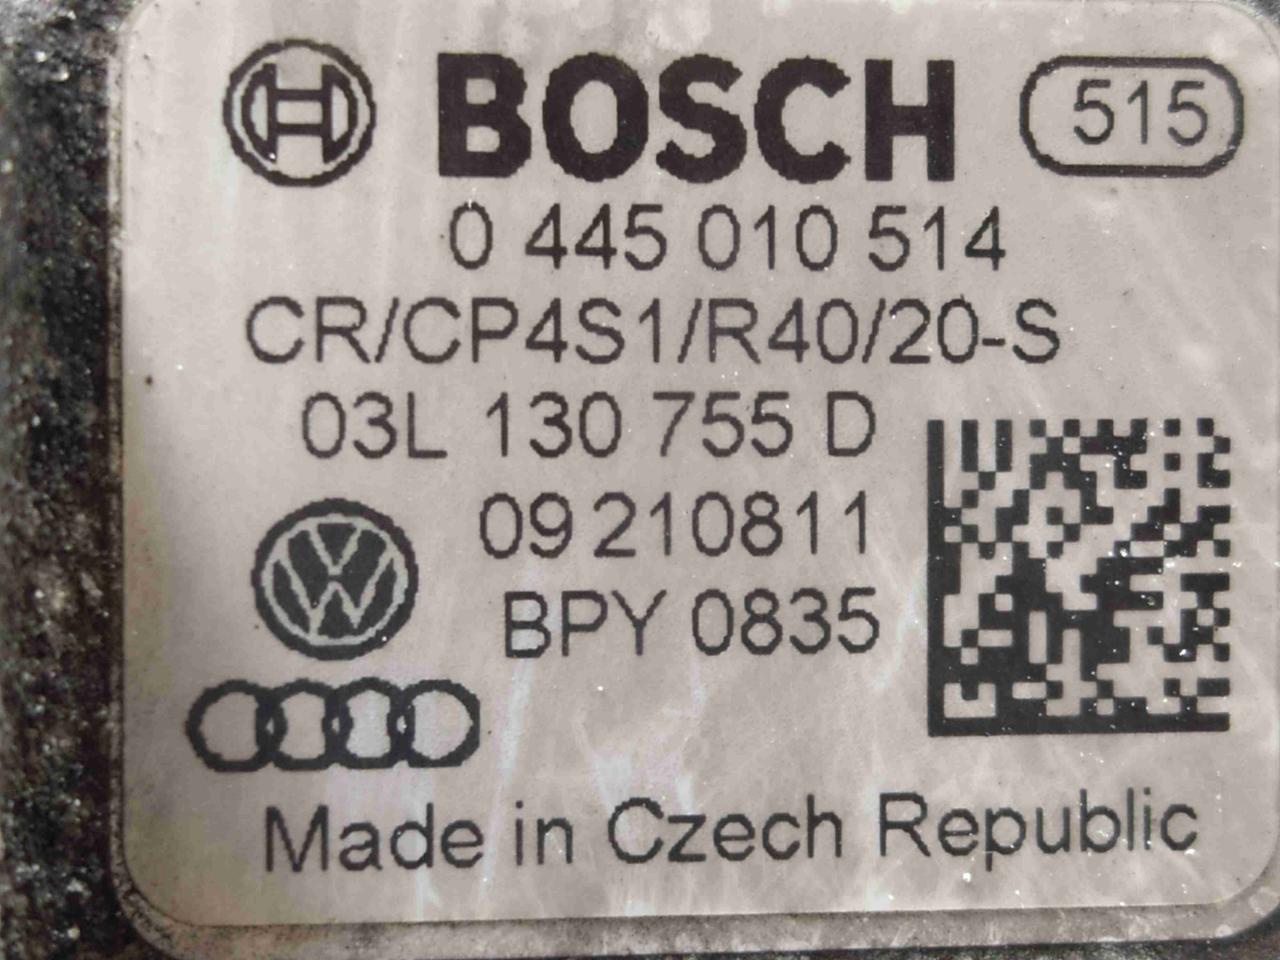 BOSCH 515
0 445 010 514
CR/CP4S1/R40/20-S
03L 130 755 D
09 210811
BPY 0835
Made in Czech Republic